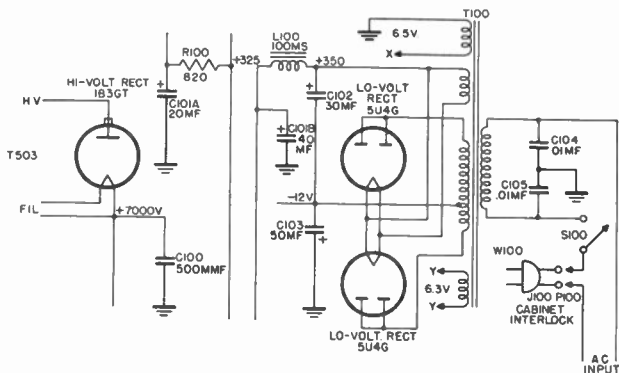 T100
6.5V
X
L100
100MS
+325
+350
R100
820
HI-VOLT RECT
1B3GT
HV
C101A
20MF
C102
30MF
LO-VOLT
RECT
5U4G
T503
C101B
40
MF
C104
.01MF
C105
.01MF
FIL
+7000V
-12V
C103
50MF
S100
C100
500MMF
Y
6.3V
Y
W100
J100 P100
CABINET
INTERLOCK
LO-VOLT. RECT
5U4G
AC
INPUT